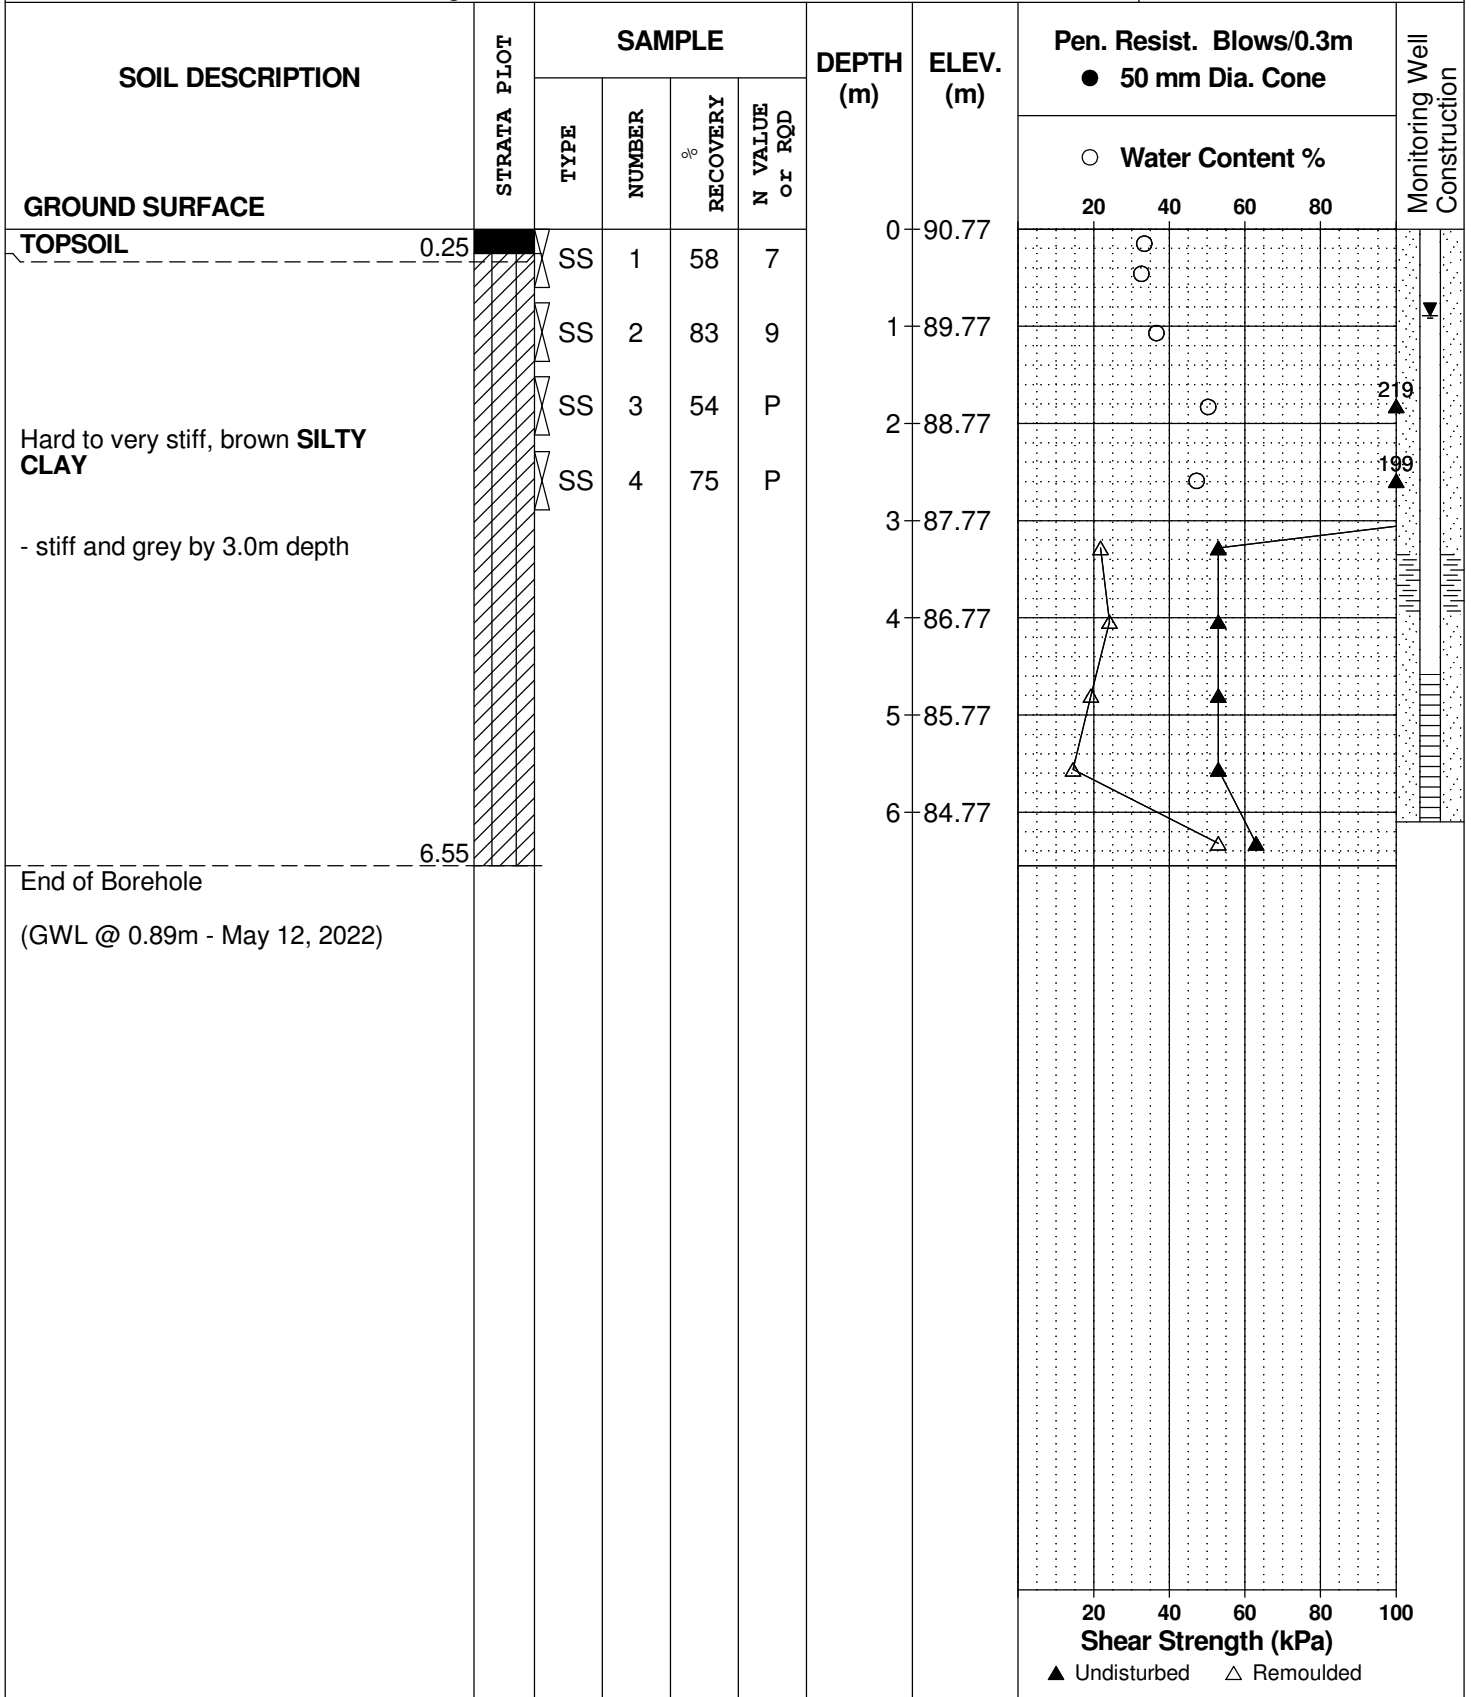 SOIL DESCRIPTION
GROUND SURFACE
STRATA PLOT
SAMPLE
TYPE
NUMBER
% RECOVERY
N VALUE
or RQD
DEPTH
(m)
ELEV.
(m)
Pen. Resist. Blows/0.3m
● 50 mm Dia. Cone
○ Water Content %
20 40 60 80
Monitoring Well
Construction
TOPSOIL 0.25
SS 1 58 7
SS 2 83 9
SS 3 54 P
SS 4 75 P
Hard to very stiff, brown SILTY
CLAY
- stiff and grey by 3.0m depth
6.55
End of Borehole
(GWL @ 0.89m - May 12, 2022)
0 90.77
1 89.77
2 88.77
3 87.77
4 86.77
5 85.77
6 84.77
219
199
20 40 60 80 100
Shear Strength (kPa)
▲ Undisturbed △ Remoulded